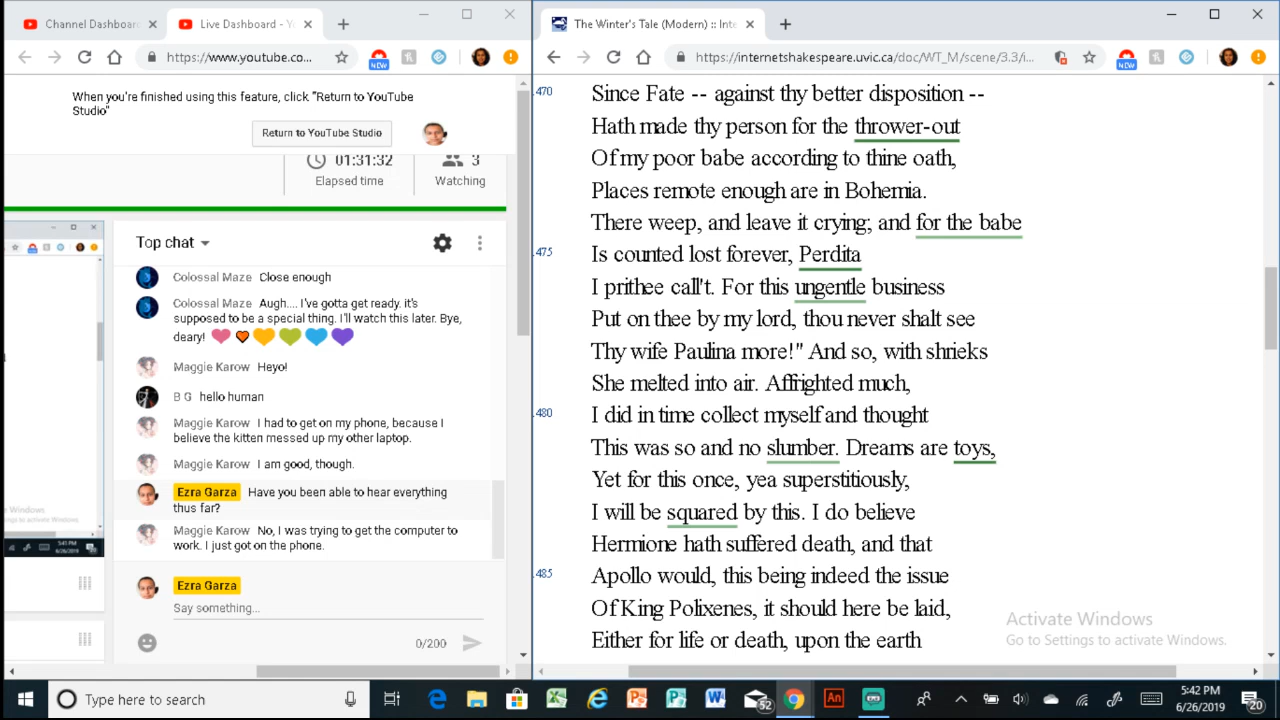 Channel Dashboard
Live Dashboard - Yo
The Winter's Tale (Modern) :: Inte
https://www.youtube.co...
NEW
https://internetshakespeare.uvic.ca/doc/WT_M/scene/3.3/i...
NEW
When you're finished using this feature, click "Return to YouTube
Studio"
Return to YouTube Studio
01:31:32
Elapsed time
3
Watching
Top chat
Colossal Maze Close enough
Colossal Maze Augh.... I've gotta get ready. it's
supposed to be a special thing. I'll watch this later. Bye,
deary!
Maggie Karow Heyo!
B G hello human
Maggie Karow I had to get on my phone, because I
believe the kitten messed up my other laptop.
Maggie Karow I am good, though.
Ezra Garza Have you been able to hear everything
thus far?
Maggie Karow No, I was trying to get the computer to
work. I just got on the phone.
Ezra Garza
Say something...
0/200
470
Since Fate -- against thy better disposition --
Hath made thy person for the thrower-out
Of my poor babe according to thine oath,
Places remote enough are in Bohemia.
There weep, and leave it crying; and for the babe
475
Is counted lost forever, Perdita
I prithee call't. For this ungentle business
Put on thee by my lord, thou never shalt see
Thy wife Paulina more!" And so, with shrieks
She melted into air. Affrighted much,
480
I did in time collect myself and thought
This was so and no slumber. Dreams are toys,
Yet for this once, yea superstitiously,
I will be squared by this. I do believe
Hermione hath suffered death, and that
485
Apollo would, this being indeed the issue
Of King Polixenes, it should here be laid,
Either for life or death, upon the earth
Activate Windows
Go to Settings to activate Windows.
Type here to search
52
An
5:42 PM
6/26/2019
20